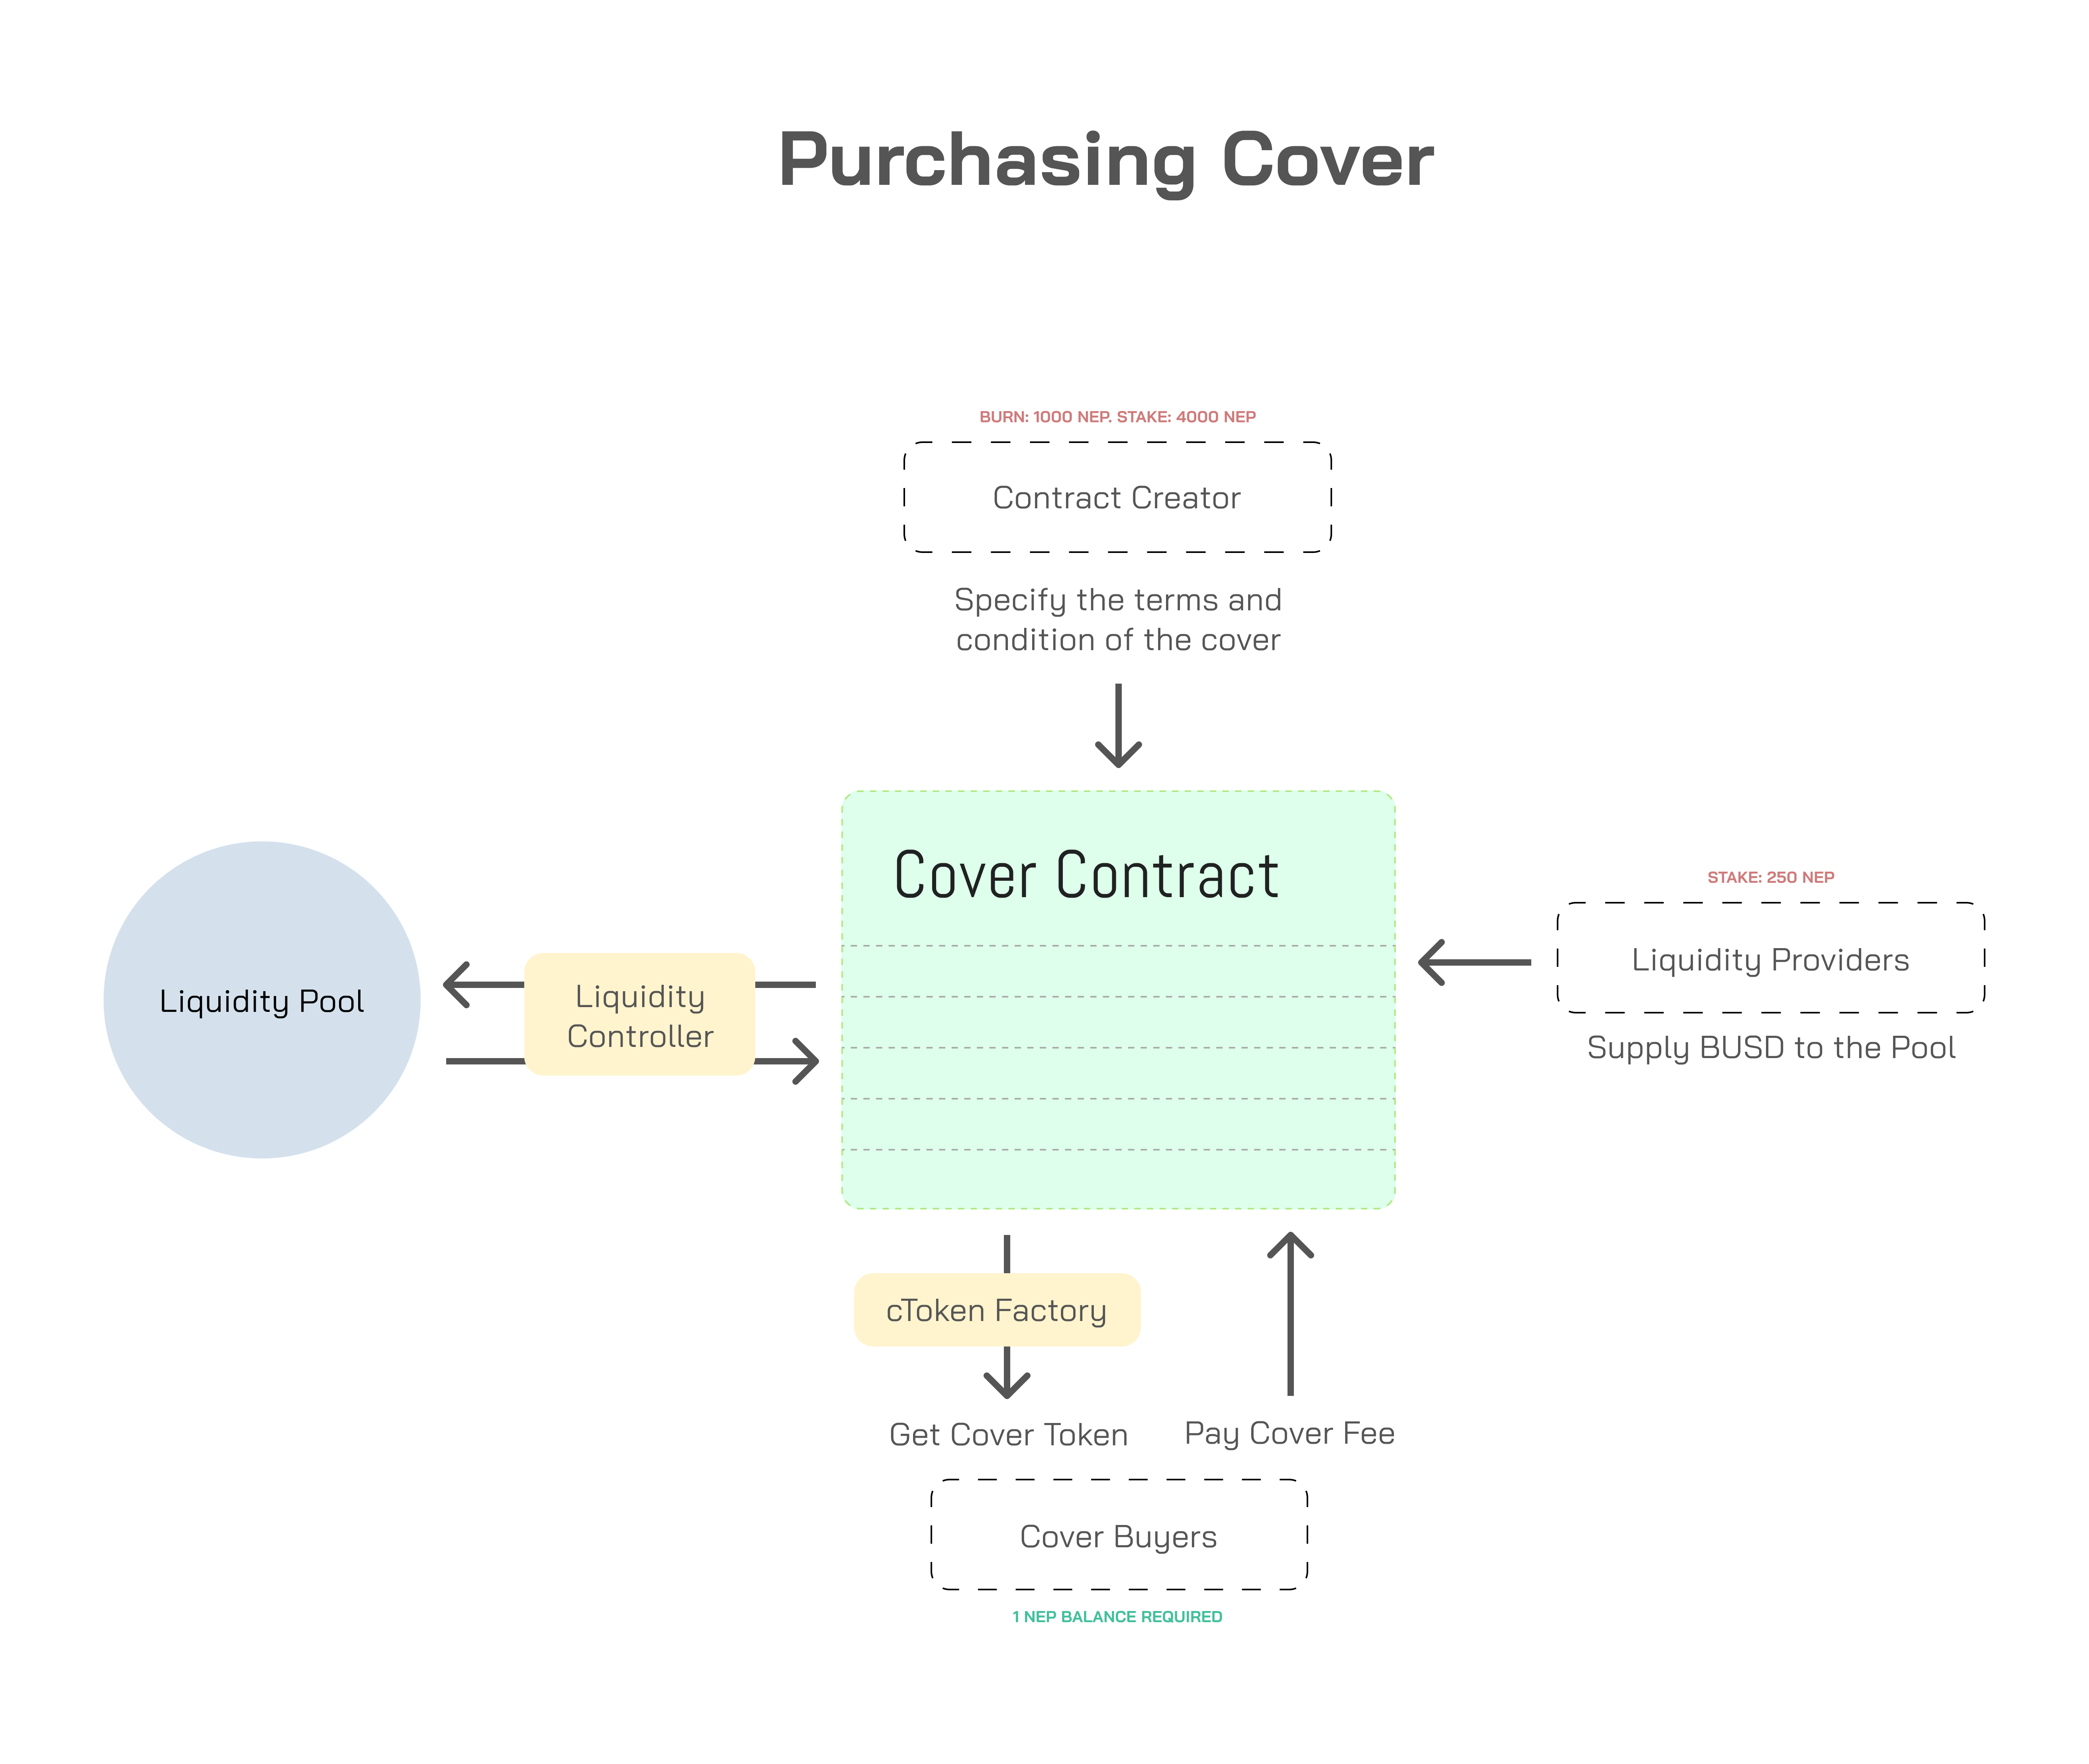 Purchasing Cover
BURN: 1000 NEP. STAKE: 4000 NEP
Contract Creator
Specify the terms and
condition of the cover
Cover Contract
Liquidity Pool
Liquidity
Controller
STAKE: 250 NEP
Liquidity Providers
Supply BUSD to the Pool
cToken Factory
Get Cover Token
Pay Cover Fee
Cover Buyers
1 NEP BALANCE REQUIRED